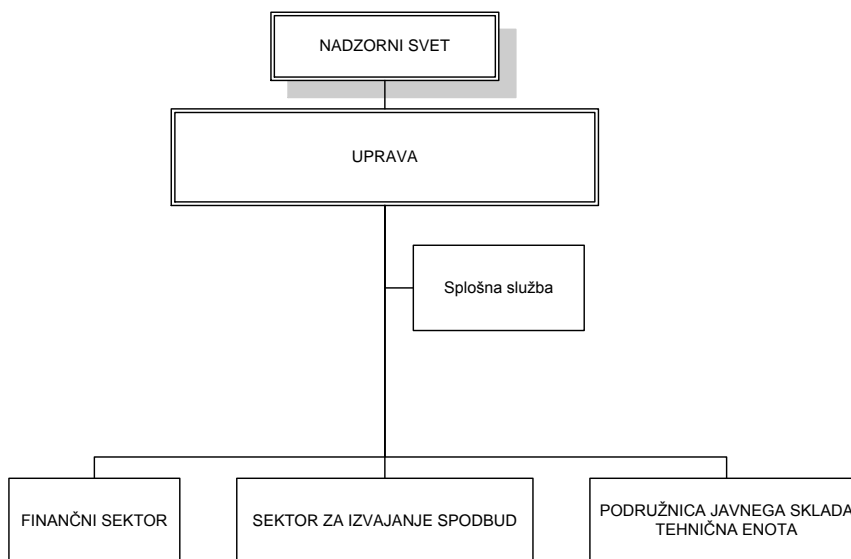 NADZORNI SVET
UPRAVA
Splošna služba
FINANČNI SEKTOR
SEKTOR ZA IZVAJANJE SPODBUD
PODRUŽNICA JAVNEGA SKLADA
TEHNIČNA ENOTA